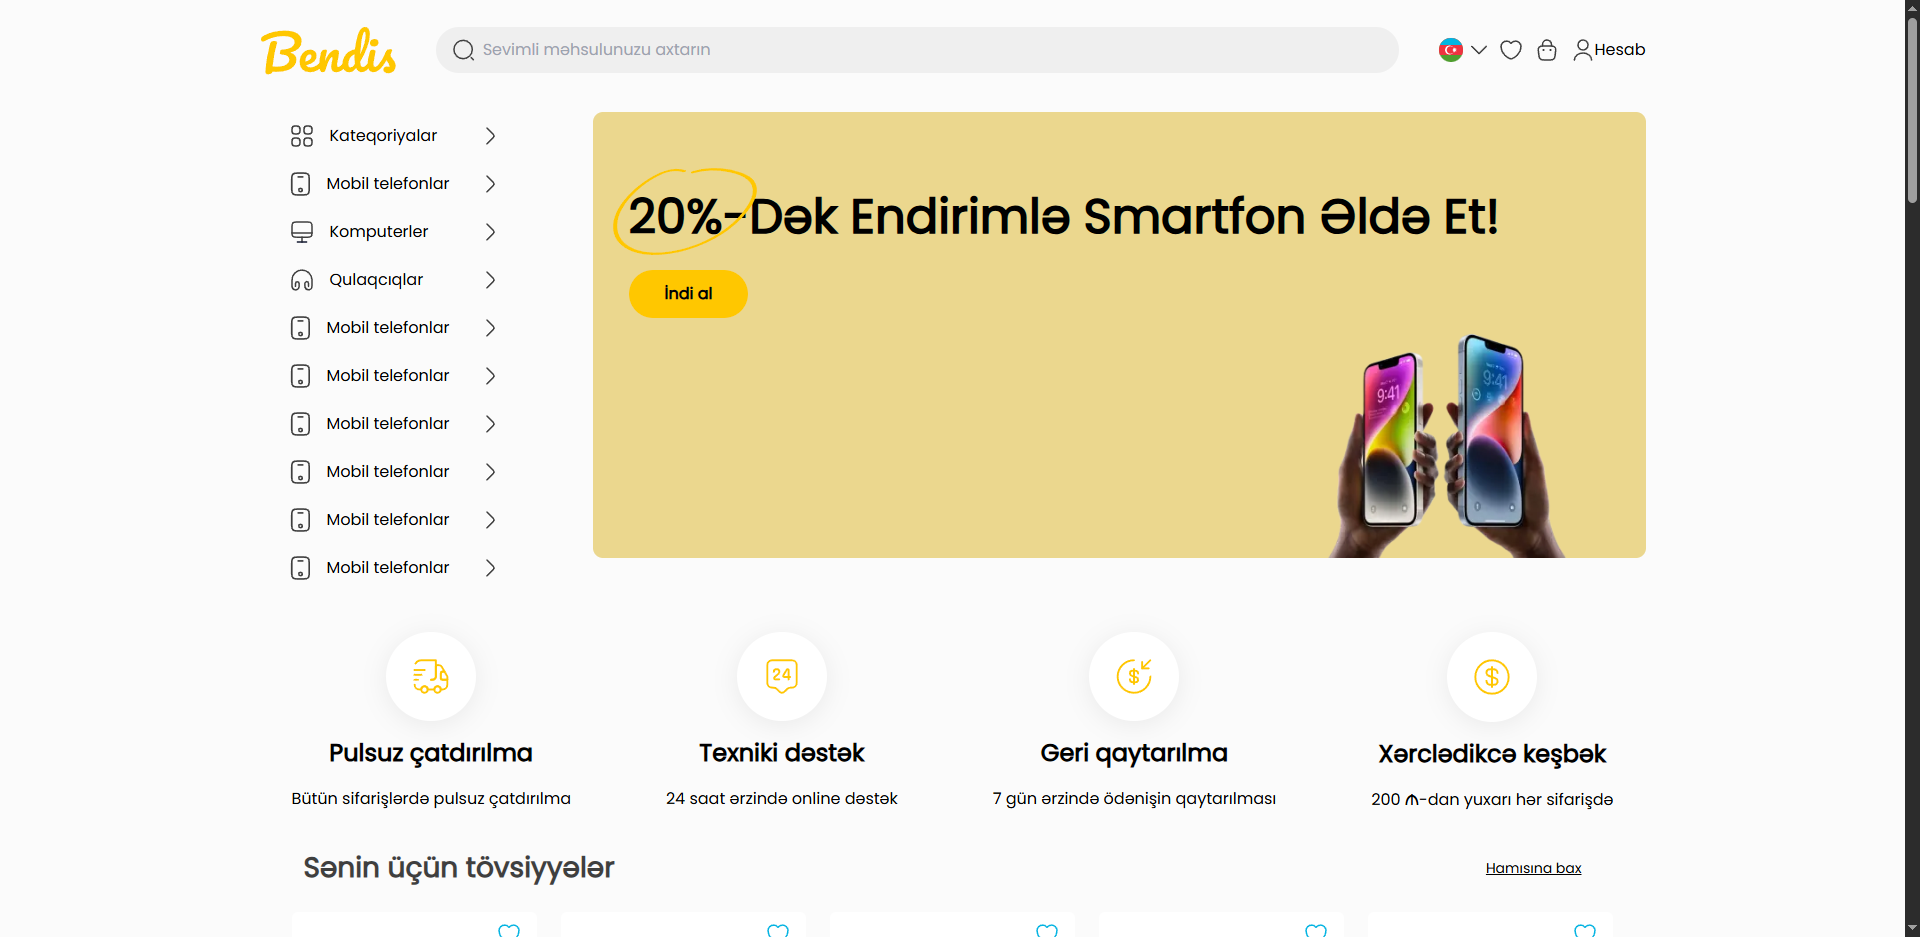 Bendis
Sevimli məhsulunuzu axtarın
Hesab
Kateqoriyalar
Mobil telefonlar
Komputerler
Qulaqcıqlar
Mobil telefonlar
Mobil telefonlar
Mobil telefonlar
Mobil telefonlar
Mobil telefonlar
Mobil telefonlar
20%-Dək Endirimlə Smartfon Əldə Et!
İndi al
9:41
9:41
24
Pulsuz çatdırılma
Texniki dəstək
Geri qaytarılma
Xərclədikcə keşbək
Bütün sifarişlərdə pulsuz çatdırılma
24 saat ərzində online dəstək
7 gün ərzində ödənişin qaytarılması
200 ₼-dan yuxarı hər sifarişdə
Sənin üçün tövsiyyələr
Hamısına bax